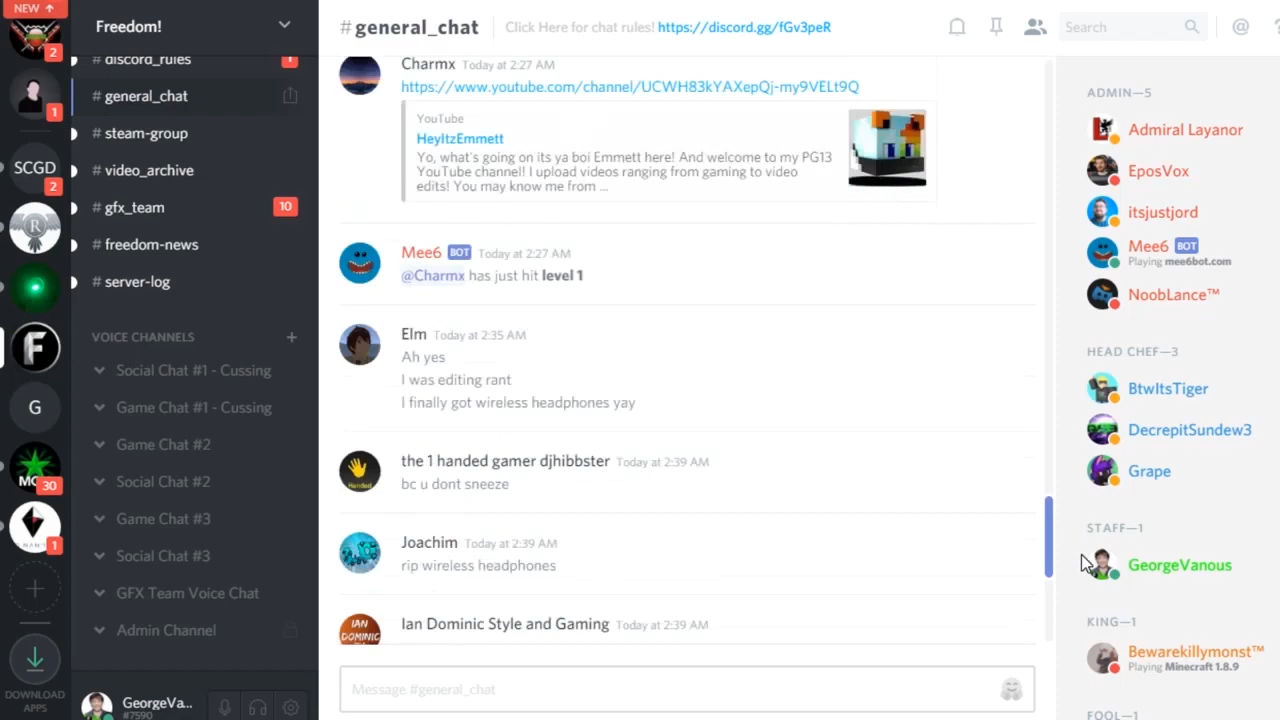 NEW ↑
2
1
SCGD
2
R
F
G
30
1
DOWNLOAD
APPS
Freedom!
# discord_rules
1
# general_chat
# steam-group
# video_archive
# gfx_team 10
# freedom-news
# server-log
VOICE CHANNELS +
Social Chat #1 - Cussing
Game Chat #1 - Cussing
Game Chat #2
Social Chat #2
Game Chat #3
Social Chat #3
GFX Team Voice Chat
Admin Channel
GeorgeVa...
#7590
#general_chat Click Here for chat rules! https://discord.gg/fGv3peR
Search
@ ?
Charmx Today at 2:27 AM
https://www.youtube.com/channel/UCWH83kYAXepQj-my9VELt9Q
YouTube
HeyItzEmmett
Yo, what's going on its ya boi Emmett here! And welcome to my PG13
YouTube channel! I upload videos ranging from gaming to video
edits! You may know me from ...
Mee6 BOT Today at 2:27 AM
@Charmx has just hit level 1
Elm Today at 2:35 AM
Ah yes
I was editing rant
I finally got wireless headphones yay
the 1 handed gamer djhibbster Today at 2:39 AM
bc u dont sneeze
Handed
Joachim Today at 2:39 AM
rip wireless headphones
Ian Dominic Style and Gaming Today at 2:39 AM
IAN
DOMINIC
Message #general_chat
ADMIN—5
Admiral Layanor
EposVox
itsjustjord
Mee6 BOT
Playing mee6bot.com
NoobLance™
HEAD CHEF—3
BtwItsTiger
DecrepitSundew3
Grape
STAFF—1
GeorgeVanous
KING—1
Bewarekillymonst™
Playing Minecraft 1.8.9
FOOL—1